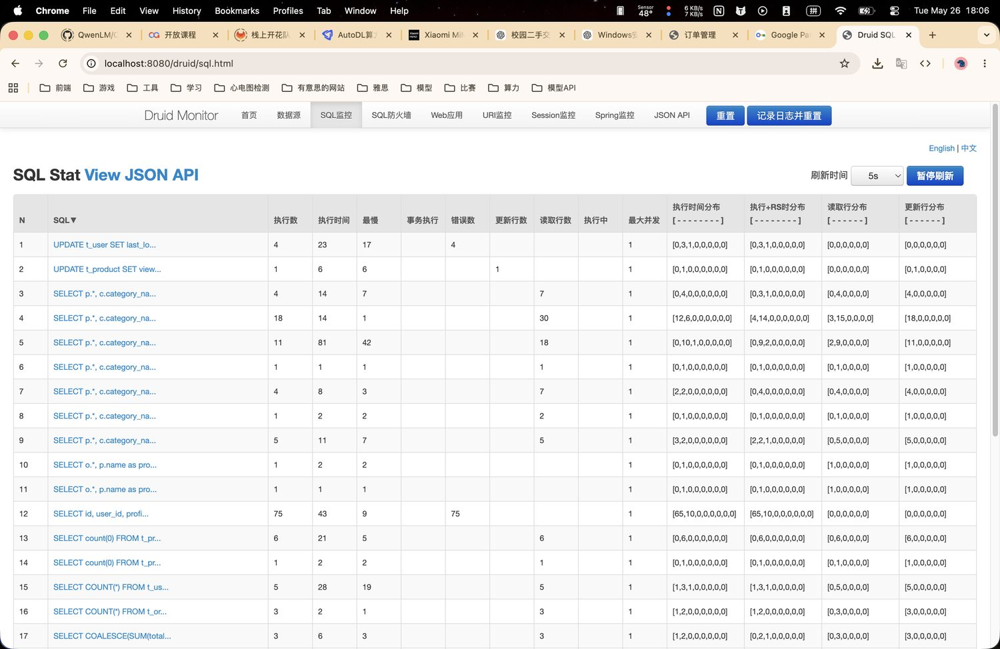 Chrome File Edit View History Bookmarks Profiles Tab Window Help Sensor 48° 6 KB/s 7 KB/s N 拼 Tue May 26 18:06
QwenLM/ 开放课程 栈上开花队 AutoDL算 Xiaomi Mi 校园二手交 Windows安 订单管理 Google Pa Druid SQL
localhost:8080/druid/sql.html
前端 游戏 工具 学习 心电图检测 有意思的网站 雅思 模型 比赛 算力 模型API
Druid Monitor 首页 数据源 SQL监控 SQL防火墙 Web应用 URI监控 Session监控 Spring监控 JSON API 重置 记录日志并重置
English | 中文
SQL Stat View JSON API 刷新时间 5s 暂停刷新
N SQL▼ 执行数 执行时间 最慢 事务执行 错误数 更新行数 读取行数 执行中 最大并发 执行时间分布 [ - - - - - - - - ] 执行+RS时分布 [ - - - - - - - - ] 读取行分布 [ - - - - - - ] 更新行分布 [ - - - - - - ]
1 UPDATE t_user SET last_lo... 4 23 17 4 1 [0,3,1,0,0,0,0,0] [0,3,1,0,0,0,0,0] [0,0,0,0,0,0] [0,0,0,0,0,0]
2 UPDATE t_product SET view... 1 6 6 1 1 [0,1,0,0,0,0,0,0] [0,1,0,0,0,0,0,0] [0,0,0,0,0,0] [0,1,0,0,0,0]
3 SELECT p.*, c.category_na... 4 14 7 7 1 [0,4,0,0,0,0,0,0] [0,3,1,0,0,0,0,0] [0,4,0,0,0,0] [4,0,0,0,0,0]
4 SELECT p.*, c.category_na... 18 14 1 30 1 [12,6,0,0,0,0,0,0] [4,14,0,0,0,0,0,0] [3,15,0,0,0,0] [18,0,0,0,0,0]
5 SELECT p.*, c.category_na... 11 81 42 18 1 [0,10,1,0,0,0,0,0] [0,9,2,0,0,0,0,0] [2,9,0,0,0,0] [11,0,0,0,0,0]
6 SELECT p.*, c.category_na... 1 1 1 1 1 [0,1,0,0,0,0,0,0] [0,1,0,0,0,0,0,0] [0,1,0,0,0,0] [1,0,0,0,0,0]
7 SELECT p.*, c.category_na... 4 8 3 7 1 [2,2,0,0,0,0,0,0] [0,4,0,0,0,0,0,0] [0,4,0,0,0,0] [4,0,0,0,0,0]
8 SELECT p.*, c.category_na... 1 2 2 2 1 [0,1,0,0,0,0,0,0] [0,1,0,0,0,0,0,0] [0,1,0,0,0,0] [1,0,0,0,0,0]
9 SELECT p.*, c.category_na... 5 11 7 5 1 [3,2,0,0,0,0,0,0] [2,2,1,0,0,0,0,0] [0,5,0,0,0,0] [5,0,0,0,0,0]
10 SELECT o.*, p.name as pro... 1 2 2 1 [0,1,0,0,0,0,0,0] [0,1,0,0,0,0,0,0] [1,0,0,0,0,0] [1,0,0,0,0,0]
11 SELECT o.*, p.name as pro... 1 1 1 1 [0,1,0,0,0,0,0,0] [0,1,0,0,0,0,0,0] [1,0,0,0,0,0] [1,0,0,0,0,0]
12 SELECT id, user_id, profi... 75 43 9 75 1 [65,10,0,0,0,0,0,0] [65,10,0,0,0,0,0,0] [0,0,0,0,0,0] [0,0,0,0,0,0]
13 SELECT count(0) FROM t_pr... 6 21 5 6 1 [0,6,0,0,0,0,0,0] [0,6,0,0,0,0,0,0] [0,6,0,0,0,0] [6,0,0,0,0,0]
14 SELECT count(0) FROM t_pr... 1 2 2 1 1 [0,1,0,0,0,0,0,0] [0,1,0,0,0,0,0,0] [0,1,0,0,0,0] [1,0,0,0,0,0]
15 SELECT COUNT(*) FROM t_us... 5 28 19 5 1 [1,3,1,0,0,0,0,0] [1,3,1,0,0,0,0,0] [0,5,0,0,0,0] [5,0,0,0,0,0]
16 SELECT COUNT(*) FROM t_or... 3 2 1 3 1 [1,2,0,0,0,0,0,0] [1,2,0,0,0,0,0,0] [0,3,0,0,0,0] [3,0,0,0,0,0]
17 SELECT COALESCE(SUM(total... 3 6 3 3 1 [1,2,0,0,0,0,0,0] [0,2,1,0,0,0,0,0] [0,3,0,0,0,0] [3,0,0,0,0,0]